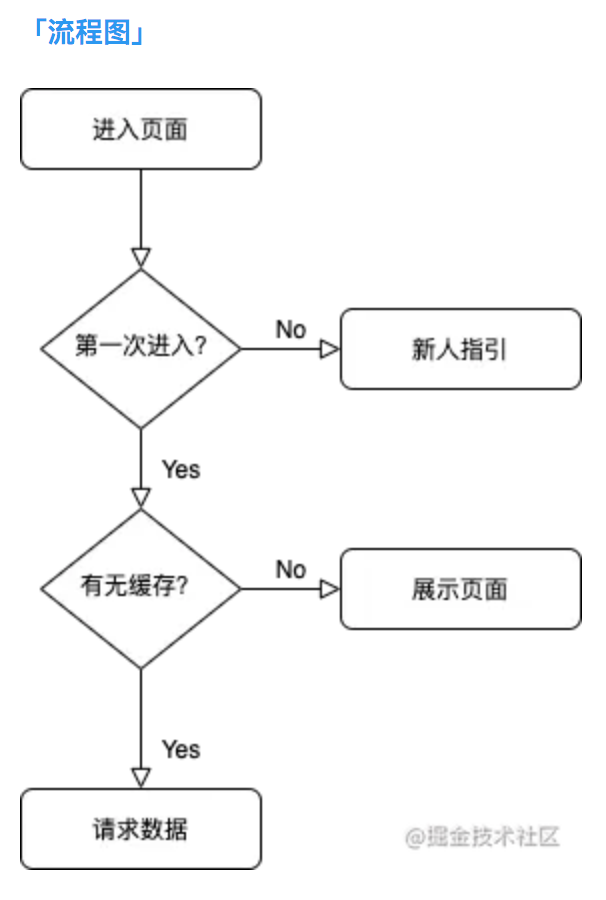 「流程图」
进入页面
第一次进入?
No
新人指引
Yes
有无缓存?
No
展示页面
Yes
请求数据
@掘金技术社区